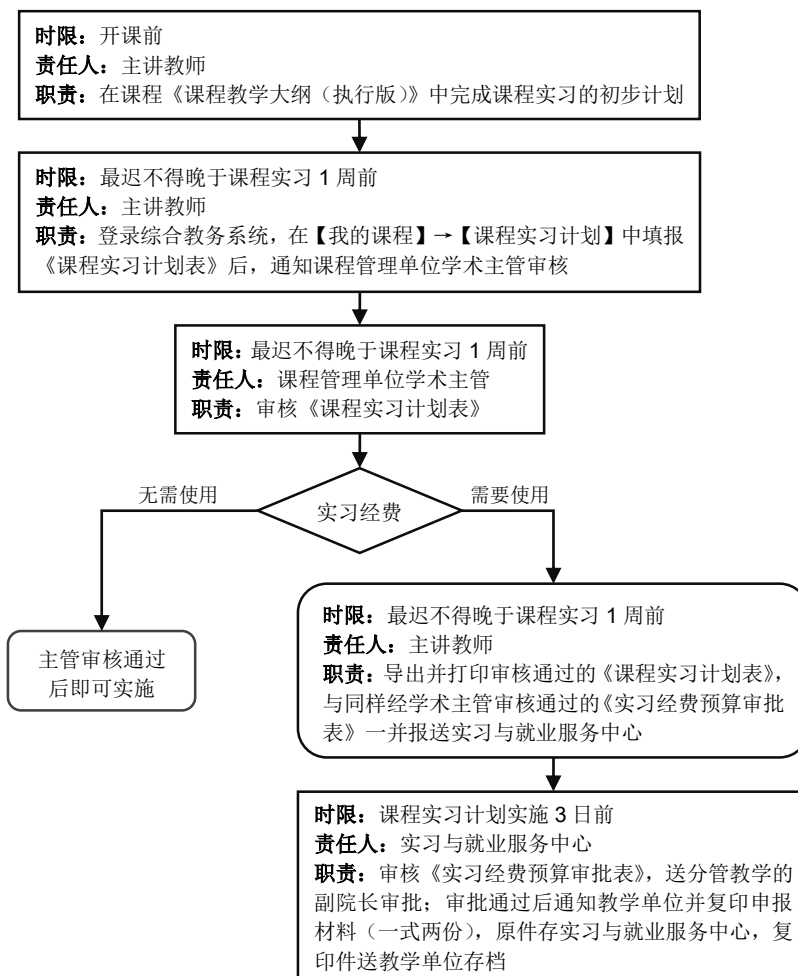 时限：开课前
责任人：主讲教师
职责：在课程《课程教学大纲（执行版）》中完成课程实习的初步计划
时限：最迟不得晚于课程实习 1 周前
责任人：主讲教师
职责：登录综合教务系统，在【我的课程】→【课程实习计划】中填报
《课程实习计划表》后，通知课程管理单位学术主管审核
时限：最迟不得晚于课程实习 1 周前
责任人：课程管理单位学术主管
职责：审核《课程实习计划表》
无需使用
实习经费
需要使用
主管审核通过
后即可实施
时限：最迟不得晚于课程实习 1 周前
责任人：主讲教师
职责：导出并打印审核通过的《课程实习计划表》，
与同样经学术主管审核通过的《实习经费预算审批
表》一并报送实习与就业服务中心
时限：课程实习计划实施 3 日前
责任人：实习与就业服务中心
职责：审核《实习经费预算审批表》，送分管教学的
副院长审批；审批通过后通知教学单位并复印申报
材料（一式两份），原件存实习与就业服务中心，复
印件送教学单位存档